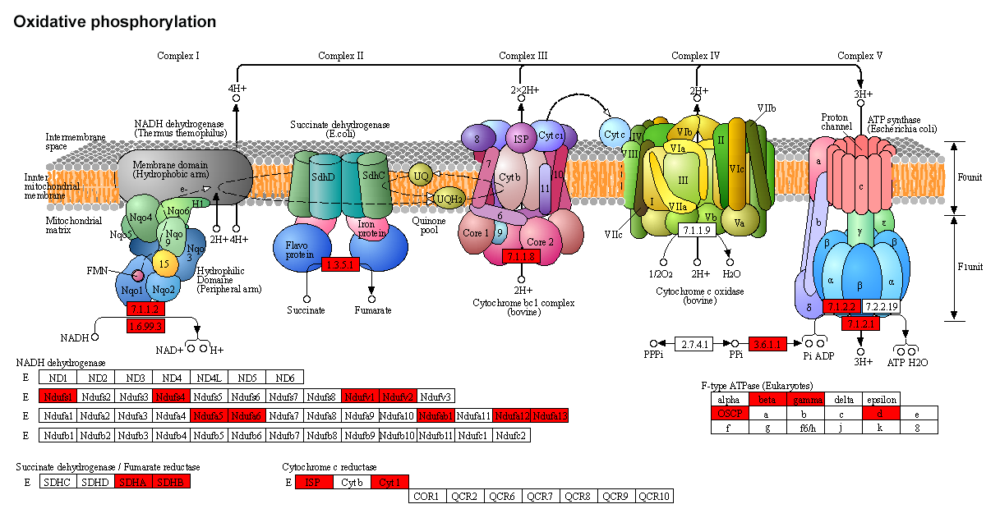 Oxidative phosphorylation
Complex I Complex II Complex III Complex IV Complex V
4H+ 2×2H+ 2H+ 3H+
NADH dehydrogenase
(Thermus themophilus)
Succinate dehydrogenase
(E.coli)
Proton
channel
ATP synthase
(Escherichia coli)
Intermembrane
space
Innter
mitochondrial
membrane
Mitochondrial
matrix
Membrane domain
(Hydrophobic arm)
e-
H1
Nqo4
Nqo6
Nqo5
Nqo
9
Nqo
3
15
FMN
Nqo1
Nqo2
2H+ 4H+
Hydrophilic
Domaine
(Peripheral arm)
7.1.1.2
1.6.99.3
NADH
NAD+ H+
SdhD
SdhC
Flavo
protein
Iron
protein
1.3.5.1
Succinate Fumarate
UQ
UQH2
Quinone
pool
8
ISP
Cyt c1
7
Cyt b
10
11
6
9
Core 1
Core 2
7.1.1.8
2H+
Cytochrome bc1 complex
(bovine)
Cyt c
VIIb
IV
VIb
VIII
VIa
II
III
VIc
I
VIIa
Vb
Va
VIIc
7.1.1.9
1/2O2 2H+ H2O
Cytochrome c oxidase
(bovine)
a
c
b
ε
γ
β
β
α
β
α
δ
7.1.2.2
7.2.2.19
7.1.2.1
F0unit
F1unit
PPPi
2.7.4.1
PPi
3.6.1.1
Pi ADP
3H+
ATP H2O
NADH dehydrogenase
E ND1 ND2 ND3 ND4 ND4L ND5 ND6
E Ndufs1 Ndufs2 Ndufs3 Ndufs4 Ndufs5 Ndufs6 Ndufs7 Ndufs8 Ndufv1 Ndufv2 Ndufv3
E Ndufa1 Ndufa2 Ndufa3 Ndufa4 Ndufa5 Ndufa6 Ndufa7 Ndufa8 Ndufa9 Ndufa10 Ndufab1 Ndufa11 Ndufa12 Ndufa13
E Ndufb1 Ndufb2 Ndufb3 Ndufb4 Ndufb5 Ndufb6 Ndufb7 Ndufb8 Ndufb9 Ndufb10 Ndufb11 Ndufc1 Ndufc2
F-type ATPase (Eukaryotes)
alpha beta gamma delta epsilon
OSCP a b c d e
f g f6/h j k 8
Succinate dehydrogenase / Fumarate reductase
E SDHC SDHD SDHA SDHB
Cytochrome c reductase
E ISP Cyt b Cyt 1
COR1 QCR2 QCR6 QCR7 QCR8 QCR9 QCR10